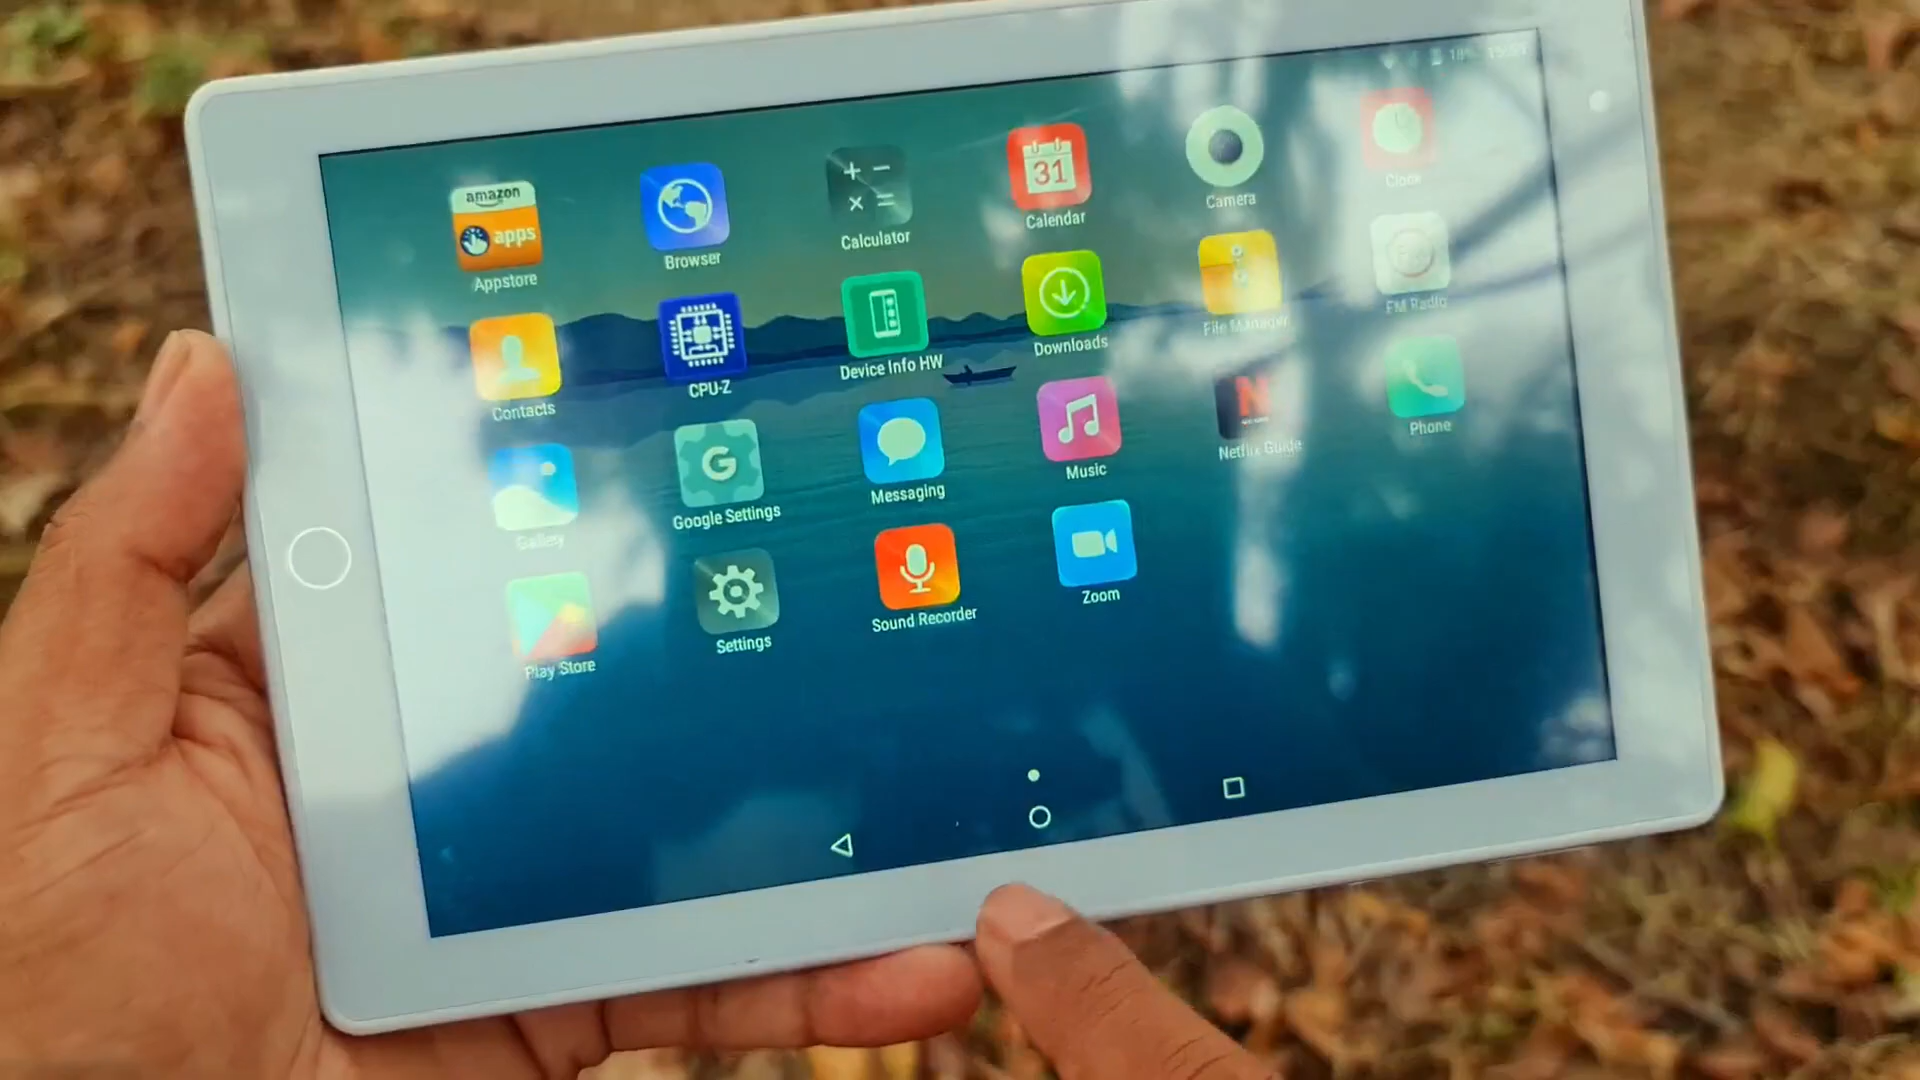 18%
amazon
apps
Appstore
Browser
Calculator
31
Calendar
Camera
Clock
Contacts
CPU-Z
Device Info HW
Downloads
File Manager
FM Radio
Gallery
G
Google Settings
Messaging
Music
N
Netflix Guide
Phone
Play Store
Settings
Sound Recorder
Zoom